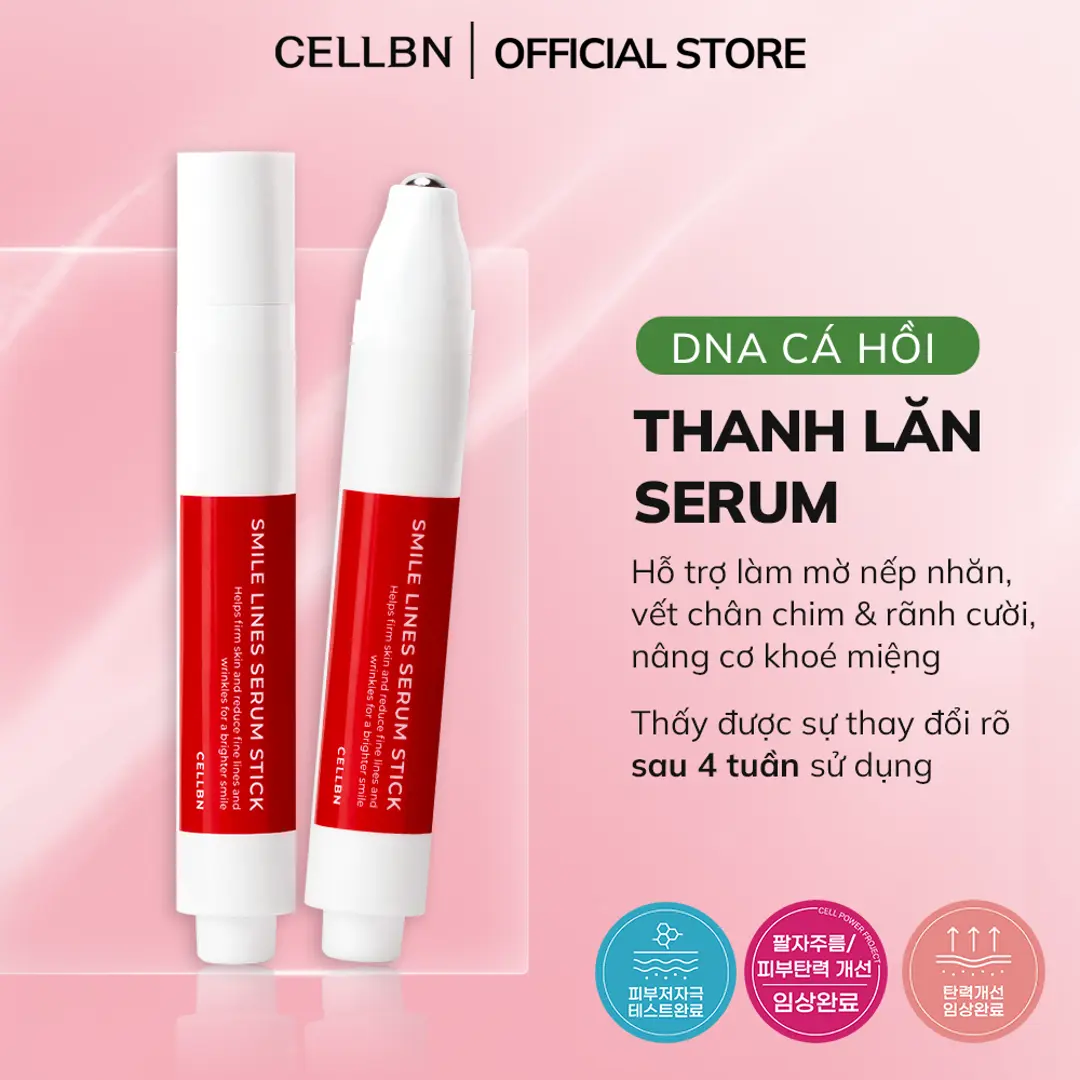 CELLBN | OFFICIAL STORE
DNA CÁ HỒI
THANH LĂN
SERUM
Hỗ trợ làm mờ nếp nhăn,
vết chân chim & rãnh cười,
nâng cơ khoé miệng
Thấy được sự thay đổi rõ
sau 4 tuần sử dụng
SMILE LINES SERUM STICK
Helps firm skin and reduce fine lines and
wrinkles for a brighter smile
CELLBN
SMILE LINES SERUM STICK
Helps firm skin and reduce fine lines and
wrinkles for a brighter smile
CELLBN
피부저자극
테스트완료
CELL POWER PROJECT
팔자주름/
피부탄력 개선
임상완료
탄력개선
임상완료